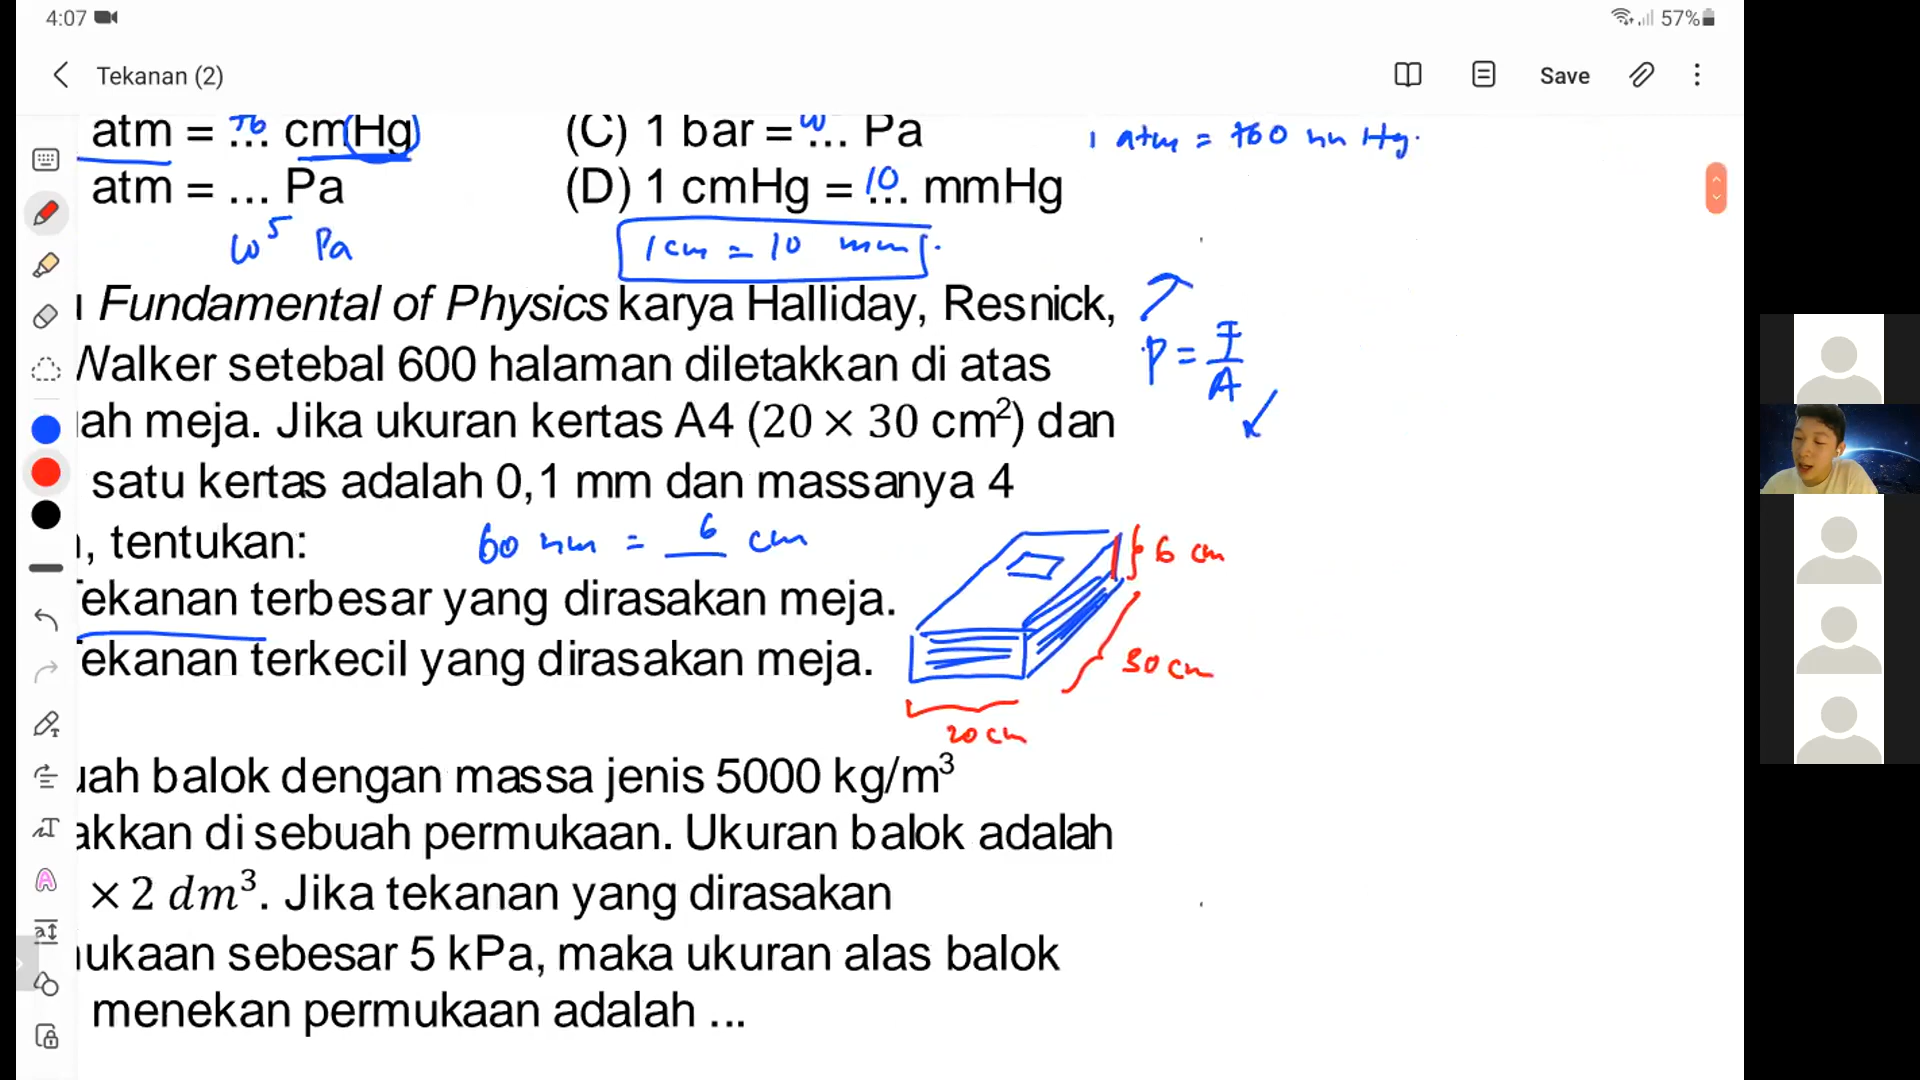 4:07
57%
Tekanan (2)
Save
atm = 76 ... cm(Hg)
(C) 1 bar = ... Pa
1 atm = 760 mm Hg.
atm = ... Pa
(D) 1 cmHg = 10 ... mmHg
10⁵ Pa
1 cm = 10 mm
Fundamental of Physics karya Halliday, Resnick,
P = F/A
Walker setebal 600 halaman diletakkan di atas
ah meja. Jika ukuran kertas A4 (20 × 30 cm²) dan
satu kertas adalah 0,1 mm dan massanya 4
, tentukan:
60 mm = 6 cm
6 cm
Tekanan terbesar yang dirasakan meja.
Tekanan terkecil yang dirasakan meja.
30 cm
20 cm
uah balok dengan massa jenis 5000 kg/m³
akkan di sebuah permukaan. Ukuran balok adalah
× 2 dm³. Jika tekanan yang dirasakan
ukaan sebesar 5 kPa, maka ukuran alas balok
menekan permukaan adalah ...